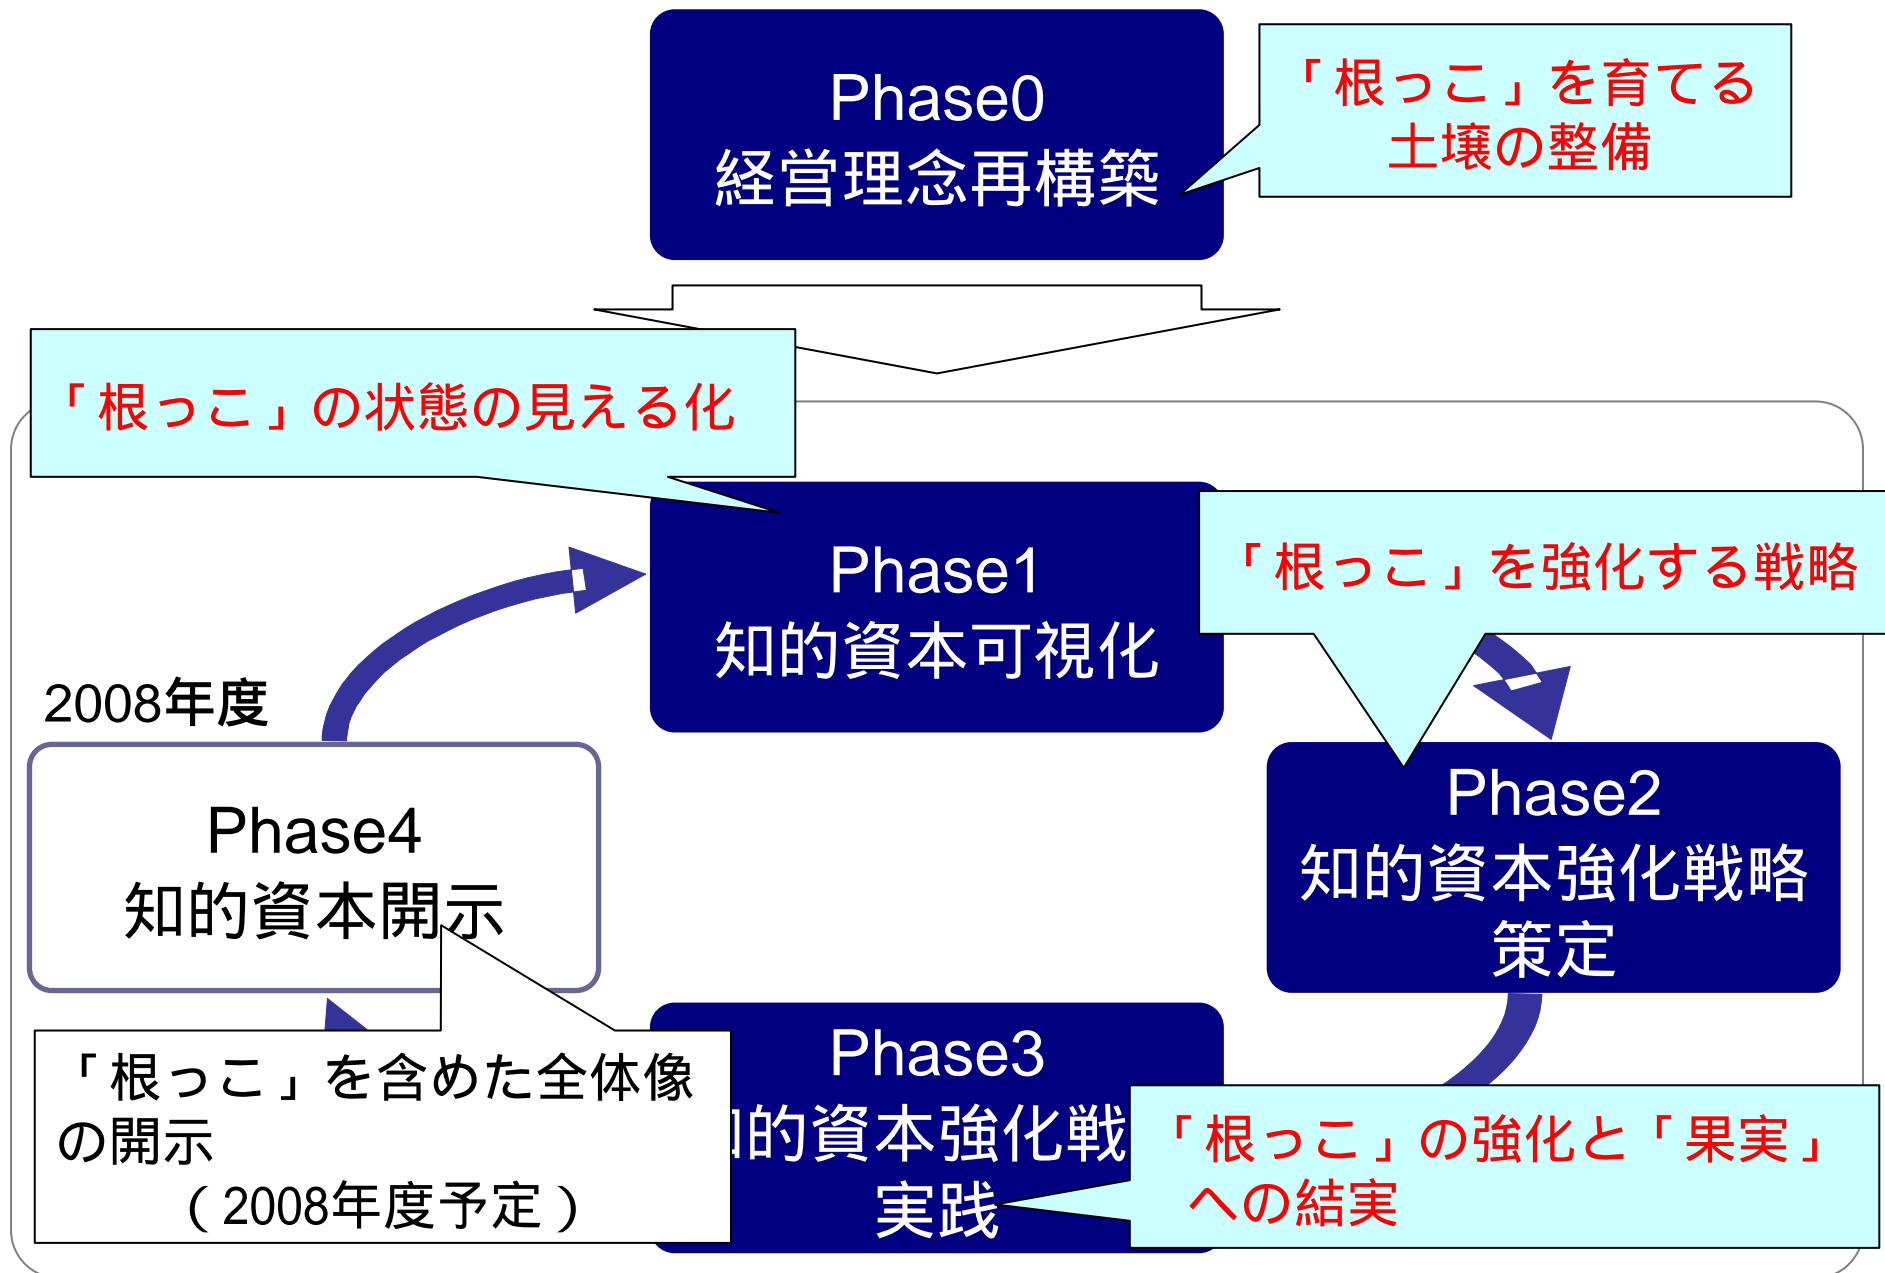 Phase0
経営理念再構築
「根っこ」を育てる
土壌の整備
「根っこ」の状態の見える化
Phase1
知的資本可視化
「根っこ」を強化する戦略
2008年度
Phase4
知的資本開示
Phase2
知的資本強化戦略
策定
「根っこ」を含めた全体像
の開示
（2008年度予定）
Phase3
的資本強化戦
実践
「根っこ」の強化と「果実」
への結実